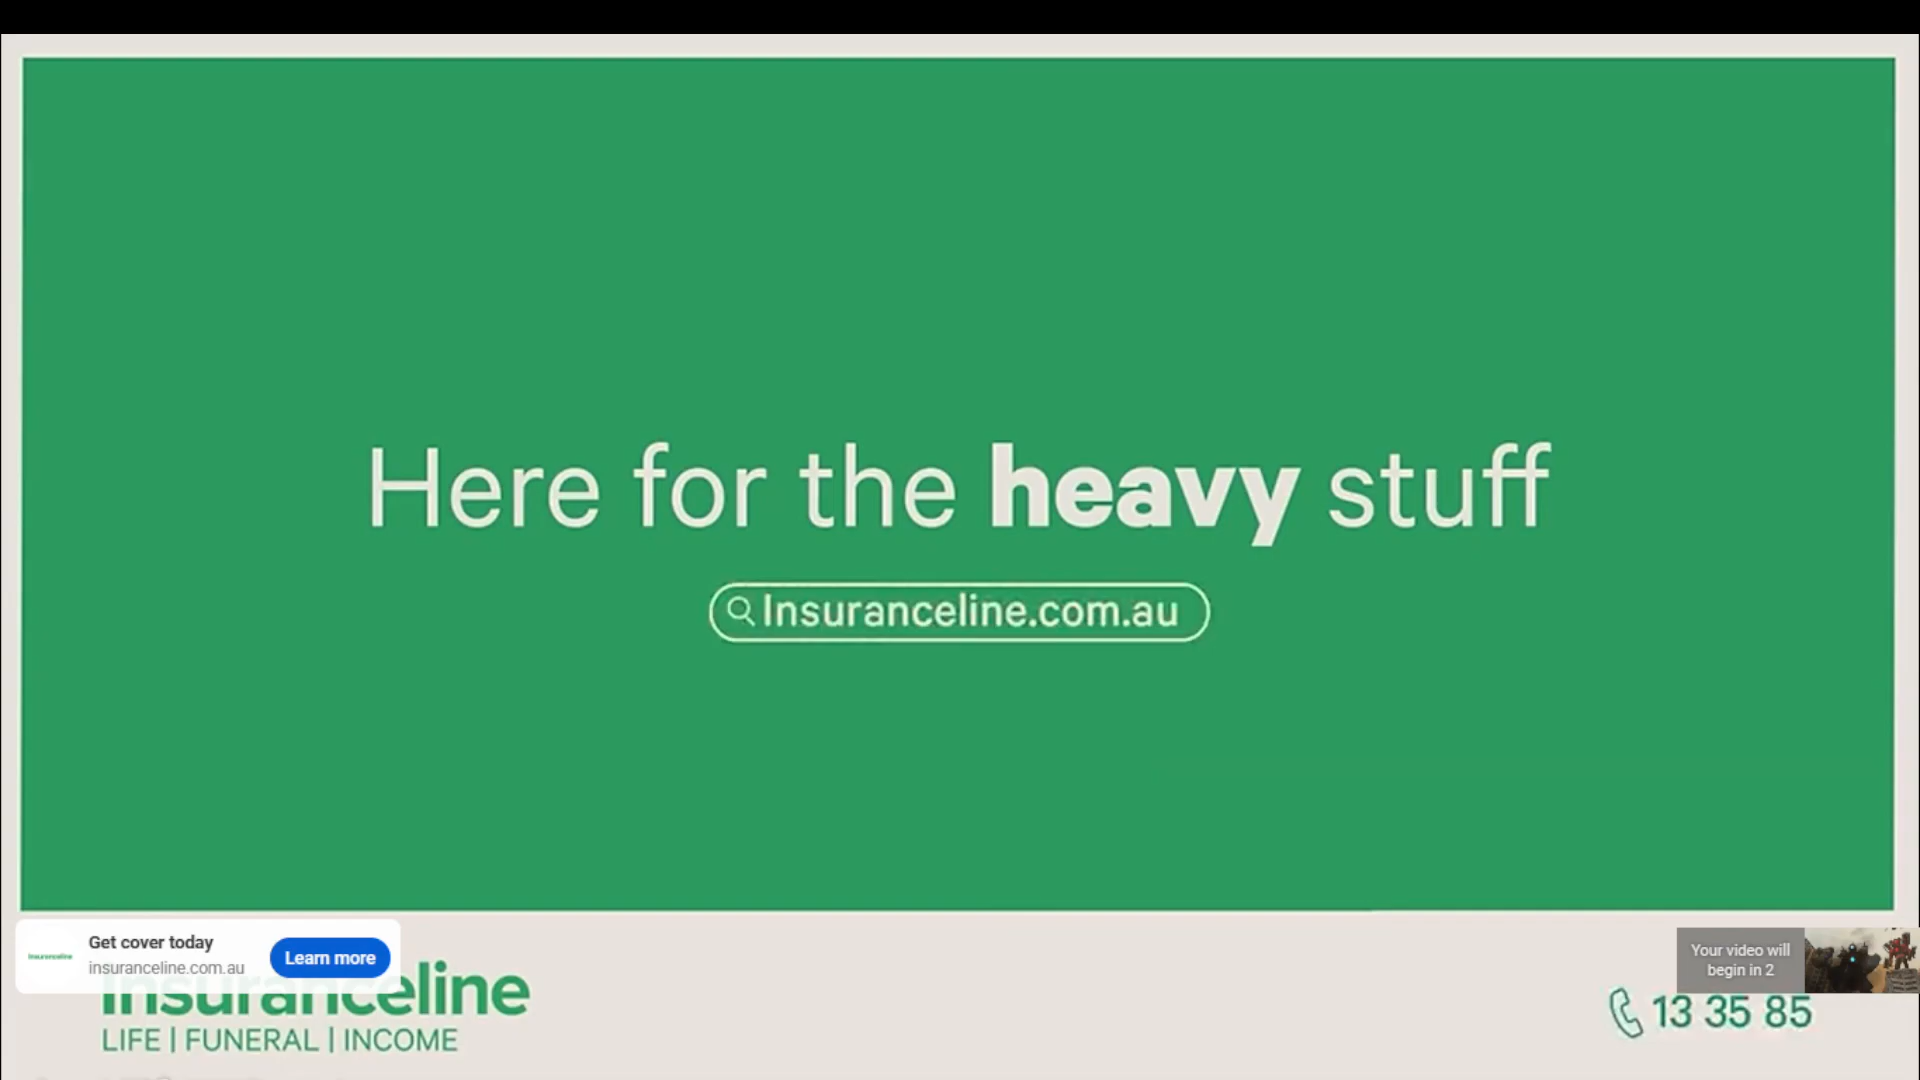 Here for the heavy stuff
Insuranceline.com.au
Get cover today
insuranceline.com.au
Learn more
Insuranceline
LIFE | FUNERAL | INCOME
Your video will
begin in 2
13 35 85